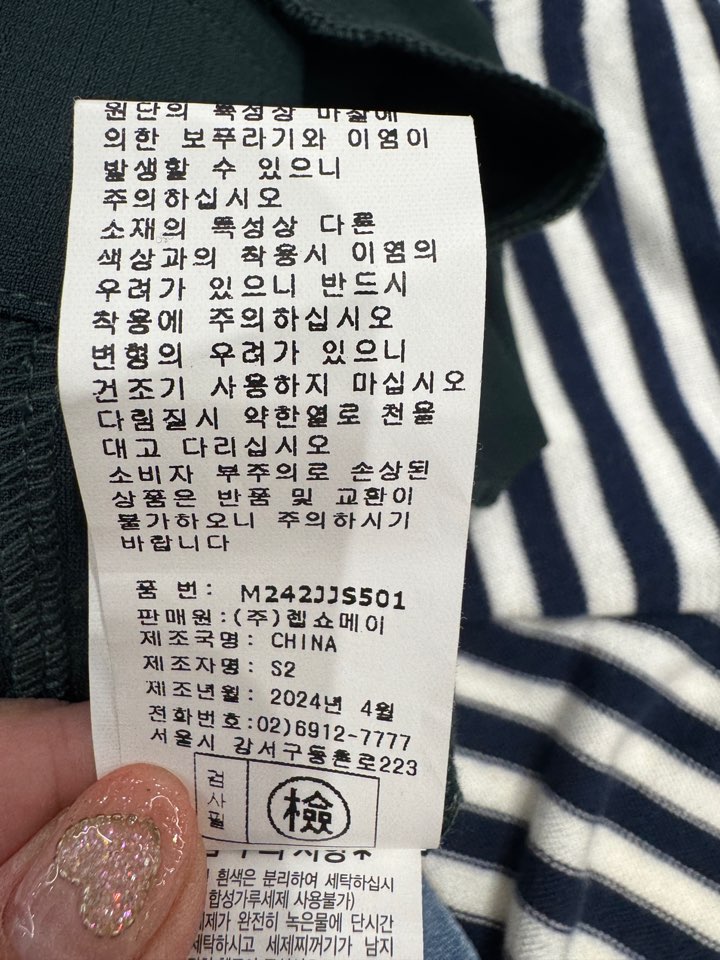 원단의 특성상 마찰에
의한 보푸라기와 이염이
발생할 수 있으니
주의하십시오
소재의 특성상 다른
색상과의 착용시 이염의
우려가 있으니 반드시
착용에 주의하십시오
변형의 우려가 있으니
건조기 사용하지 마십시오
다림질시 약한열로 천을
대고 다리십시오
소비자 부주의로 손상된
상품은 반품 및 교환이
불가하오니 주의하시기
바랍니다
품 번: M242JJS501
판매원:(주)켑쇼메이
제조국명: CHINA
제조자명: S2
제조년월: 2024년 4월
전화번호:02)6912-7777
서울시 강서구등촌로223
검사필 檢
흰색은 분리하여 세탁하십시
합성가루세제 사용불가)
세제가 완전히 녹은물에 단시간
세탁하시고 세제찌꺼기가 남지